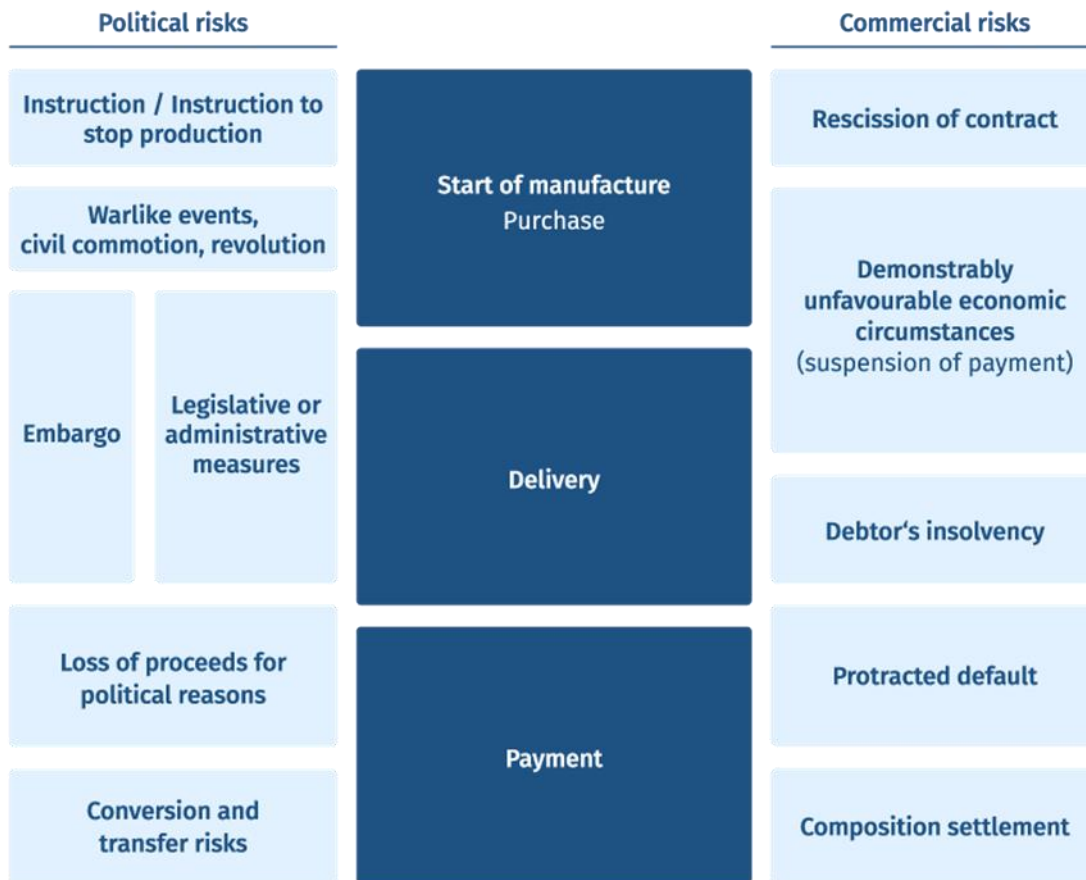 Political risks
Instruction / Instruction to
stop production
Warlike events,
civil commotion, revolution
Embargo
Legislative or
administrative
measures
Loss of proceeds for
political reasons
Conversion and
transfer risks
Start of manufacture
Purchase
Delivery
Payment
Commercial risks
Rescission of contract
Demonstrably
unfavourable economic
circumstances
(suspension of payment)
Debtor‘s insolvency
Protracted default
Composition settlement